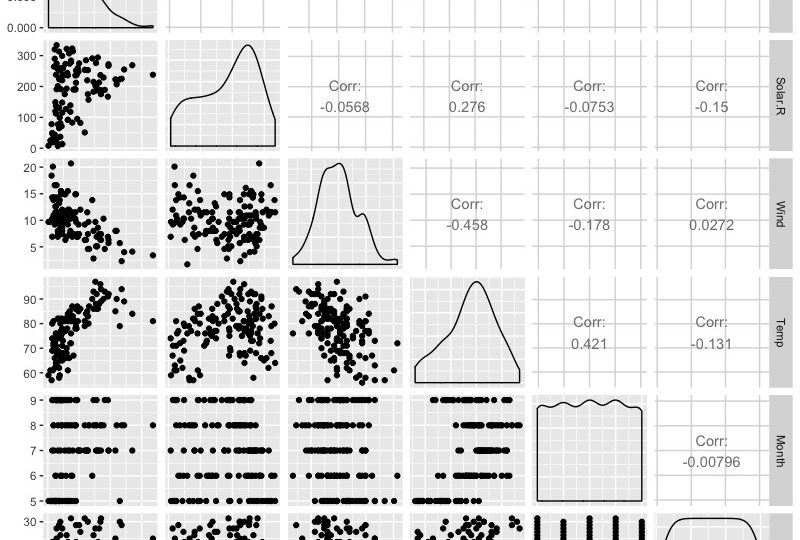 0.000
300
200
100
0
Corr:
-0.0568
Corr:
0.276
Corr:
-0.0753
Corr:
-0.15
Solar.R
20
15
10
5
Corr:
-0.458
Corr:
-0.178
Corr:
0.0272
Wind
90
80
70
60
Corr:
0.421
Corr:
-0.131
Temp
9
8
7
6
5
Corr:
-0.00796
Month
30